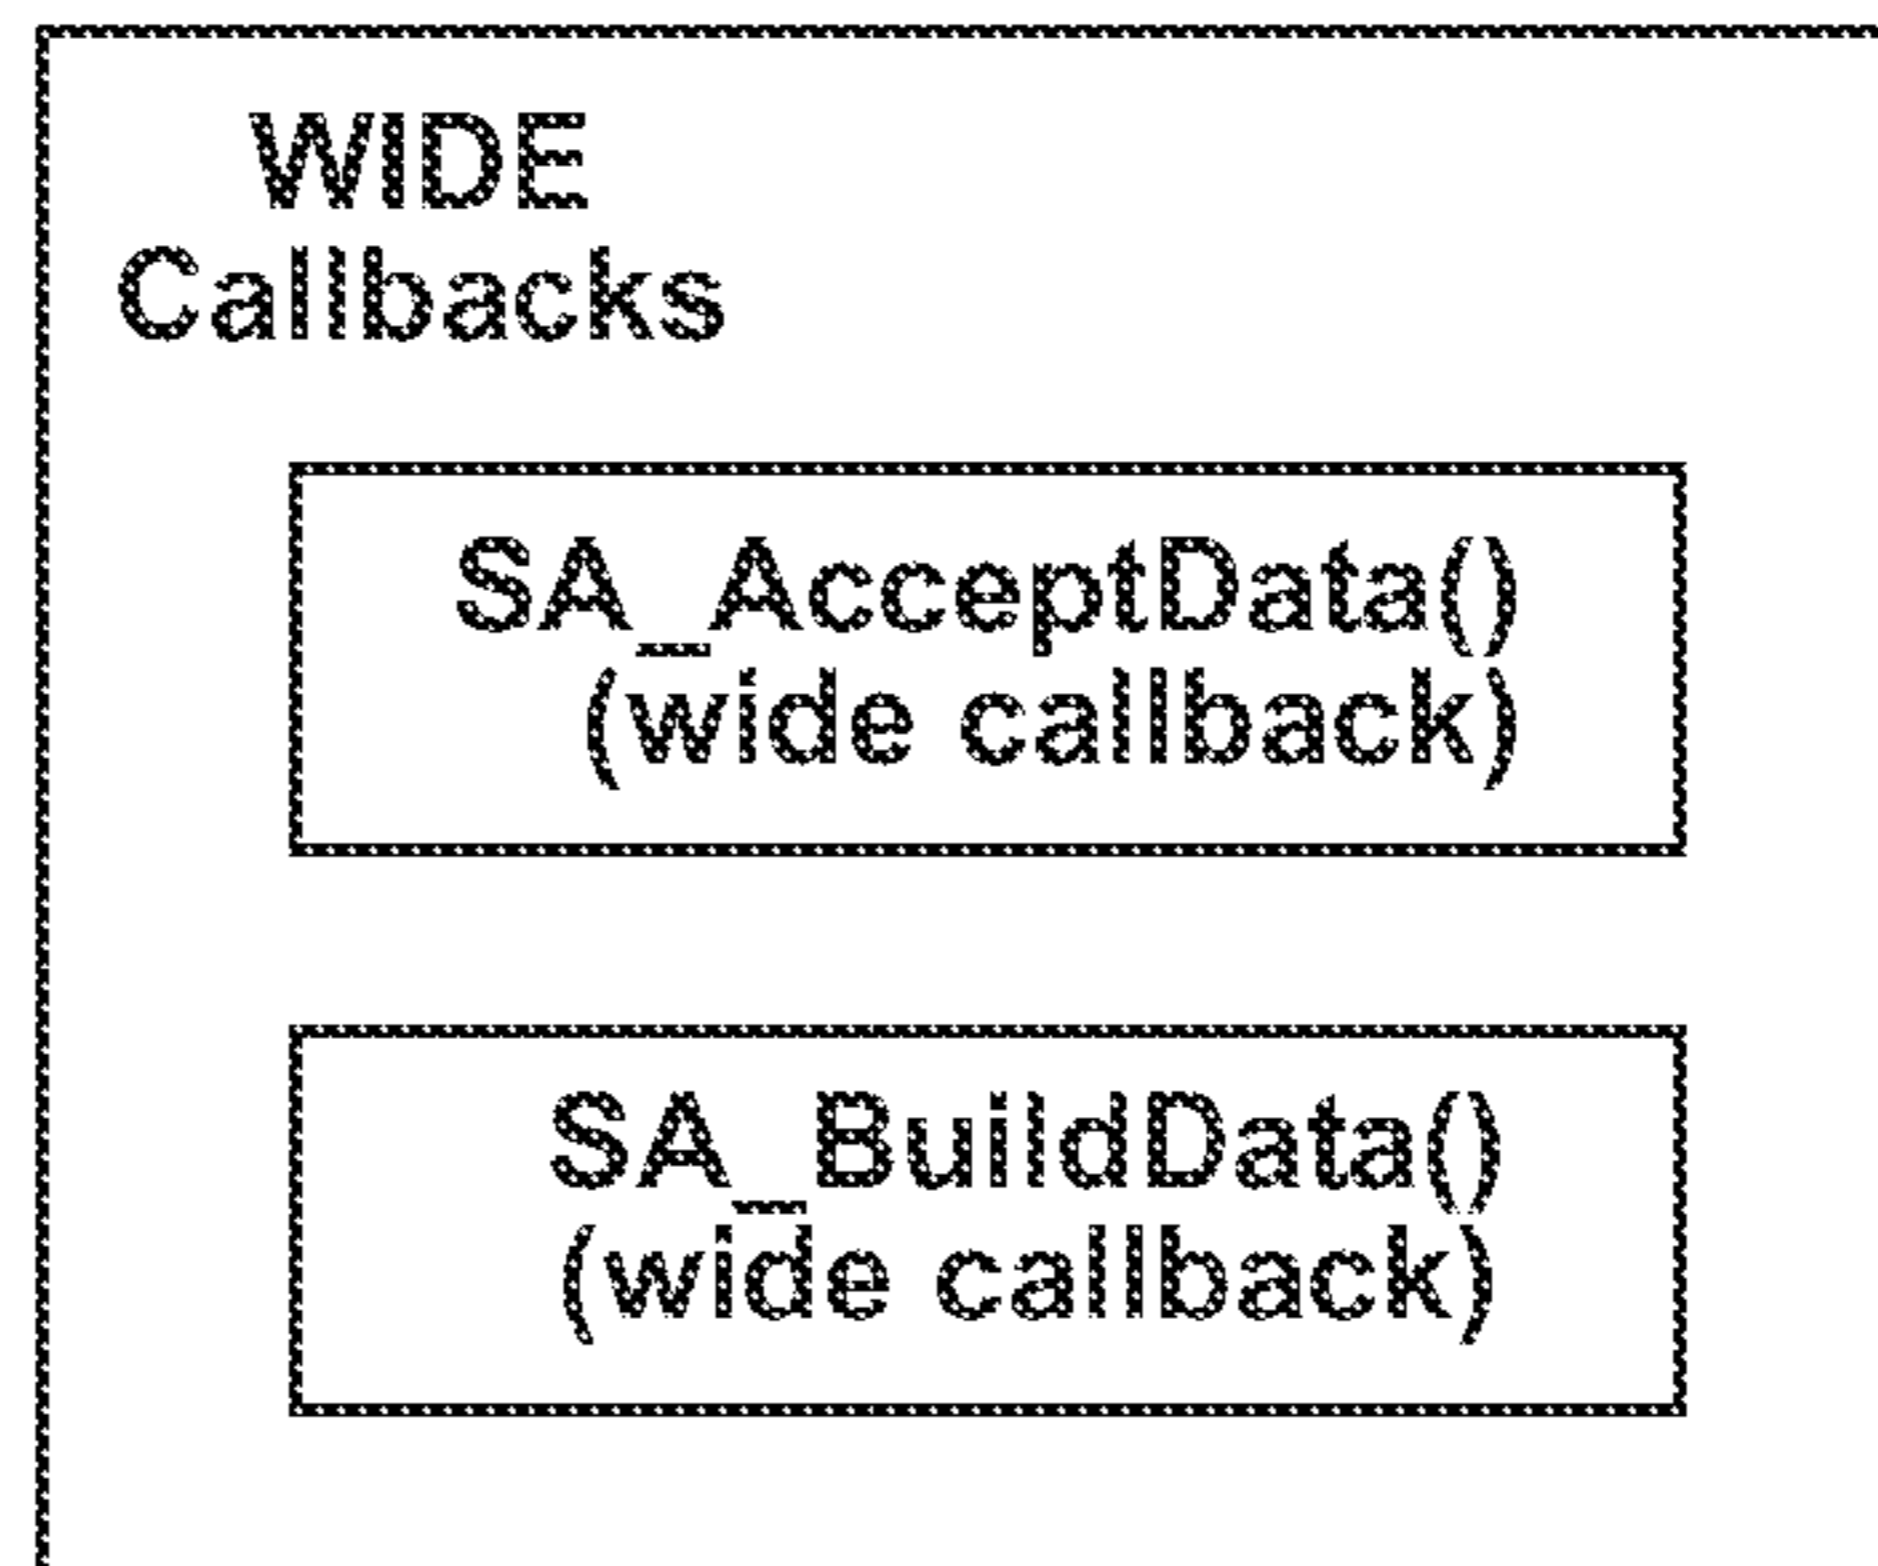 WIDE
Callbacks
SA_AcceptData()
(wide callback)
SA_BuildData()
(wide callback)